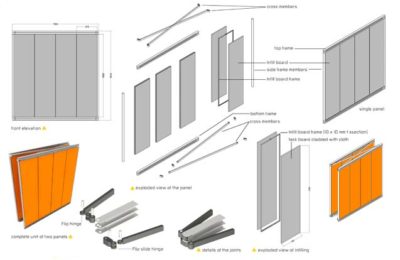 cross members
top frame
infill board
side frame members
infill board frame
single panel
front elevation
bottom frame
cross members
infill board frame (10 x 10 mm t section)
tack board cladded with cloth
exploded view of the panel
Flip hinge
complete unit of two panels
Flip slide hinge
details of the joints
exploded view of infilling